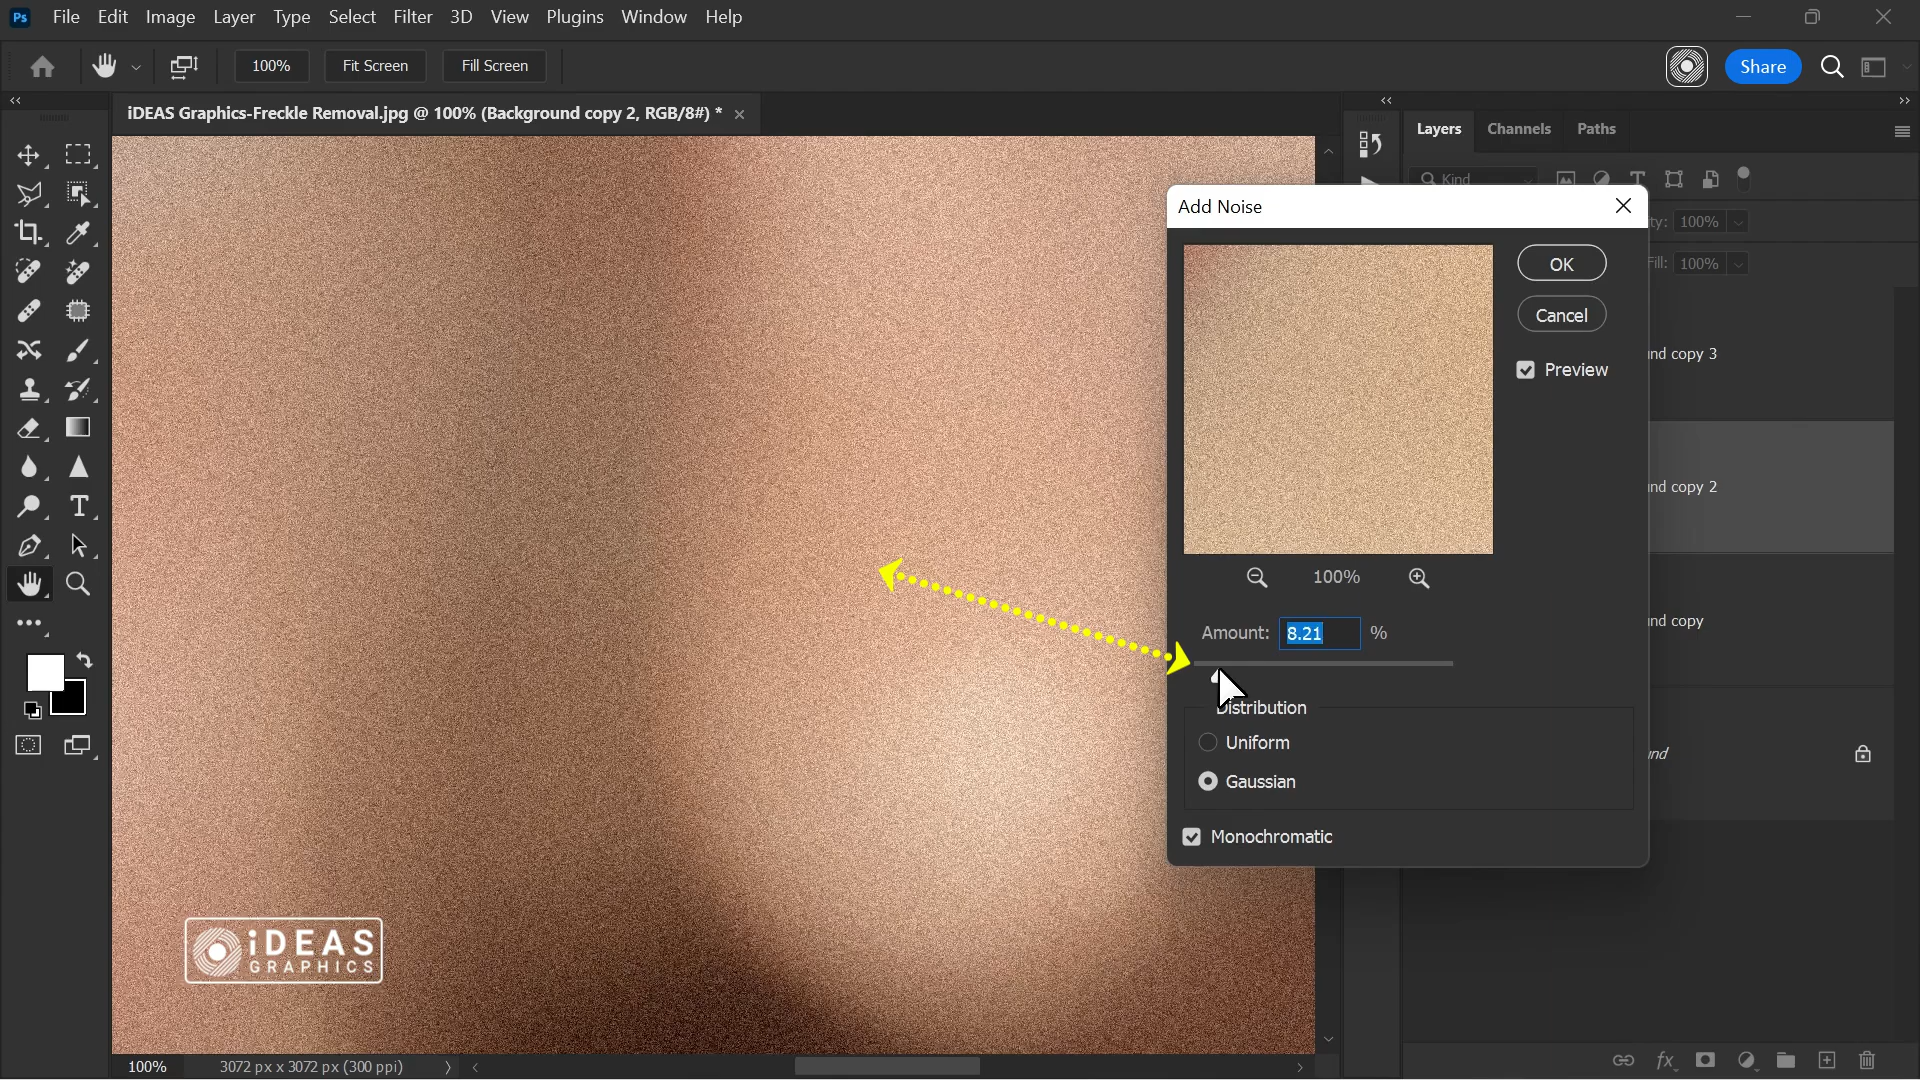 Ps File Edit Image Layer Type Select Filter 3D View Plugins Window Help
100% Fit Screen Fill Screen Share
iDEAS Graphics-Freckle Removal.jpg @ 100% (Background copy 2, RGB/8#) *
Layers Channels Paths
Kind
Add Noise
ty: 100%
OK
Fill: 100%
Cancel
nd copy 3
Preview
nd copy 2
100%
nd copy
Amount: 8.21 %
Distribution
Uniform
nd
Gaussian
Monochromatic
iDEAS
GRAPHICS
100% 3072 px x 3072 px (300 ppi)
fx